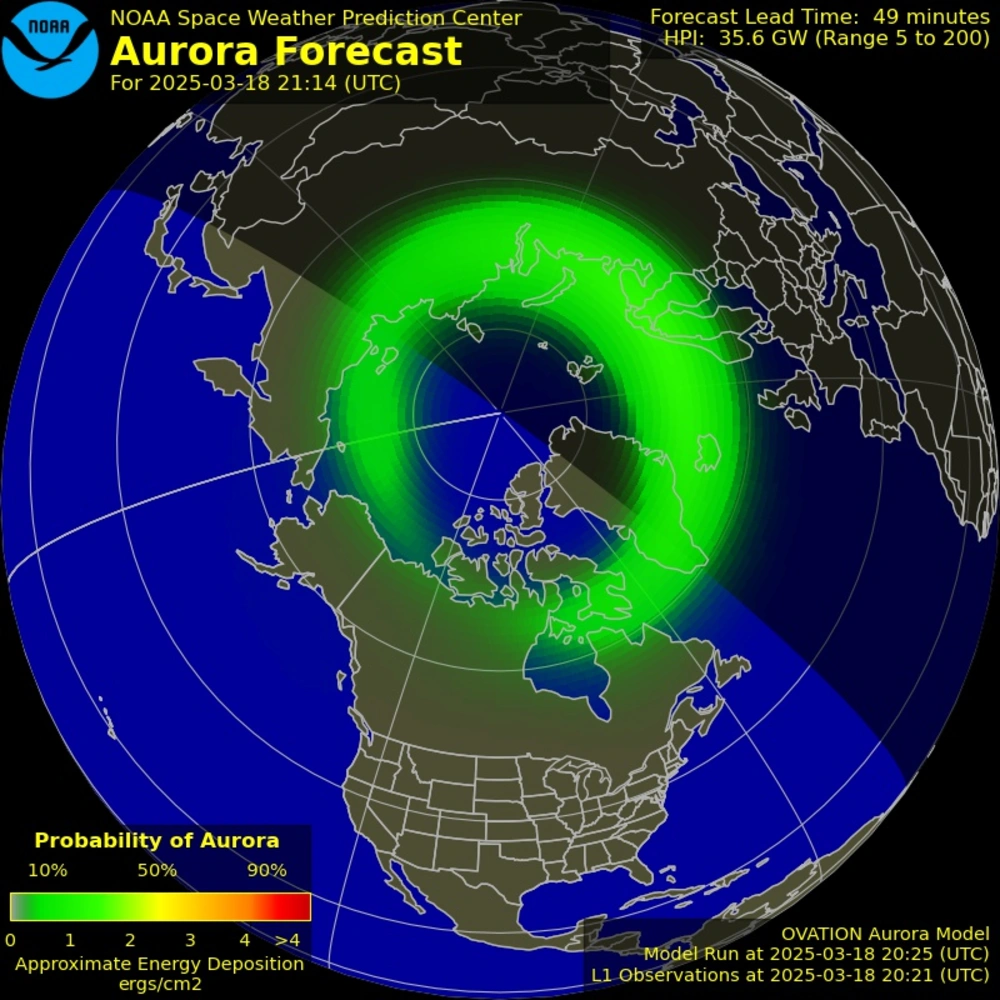 NOAA
NOAA Space Weather Prediction Center
Aurora Forecast
For 2025-03-18 21:14 (UTC)
Forecast Lead Time: 49 minutes
HPI: 35.6 GW (Range 5 to 200)
Probability of Aurora
10% 50% 90%
0 1 2 3 4 >4
Approximate Energy Deposition
ergs/cm2
OVATION Aurora Model
Model Run at 2025-03-18 20:25 (UTC)
L1 Observations at 2025-03-18 20:21 (UTC)